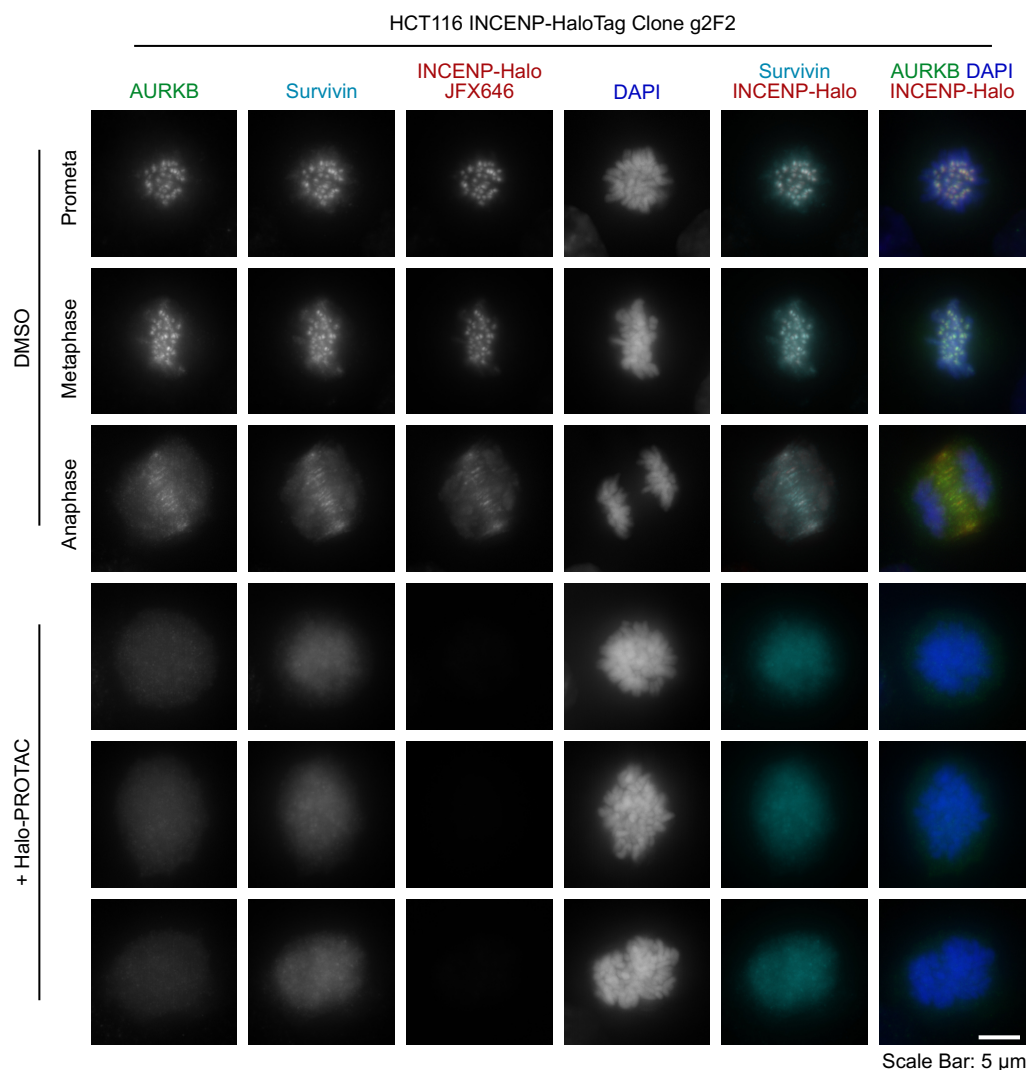 HCT116 INCENP-HaloTag Clone g2F2
AURKB
Survivin
INCENP-Halo
JFX646
DAPI
Survivin
INCENP-Halo
AURKB DAPI
INCENP-Halo
DMSO
Prometa
Metaphase
Anaphase
+ Halo-PROTAC
Scale Bar: 5 µm